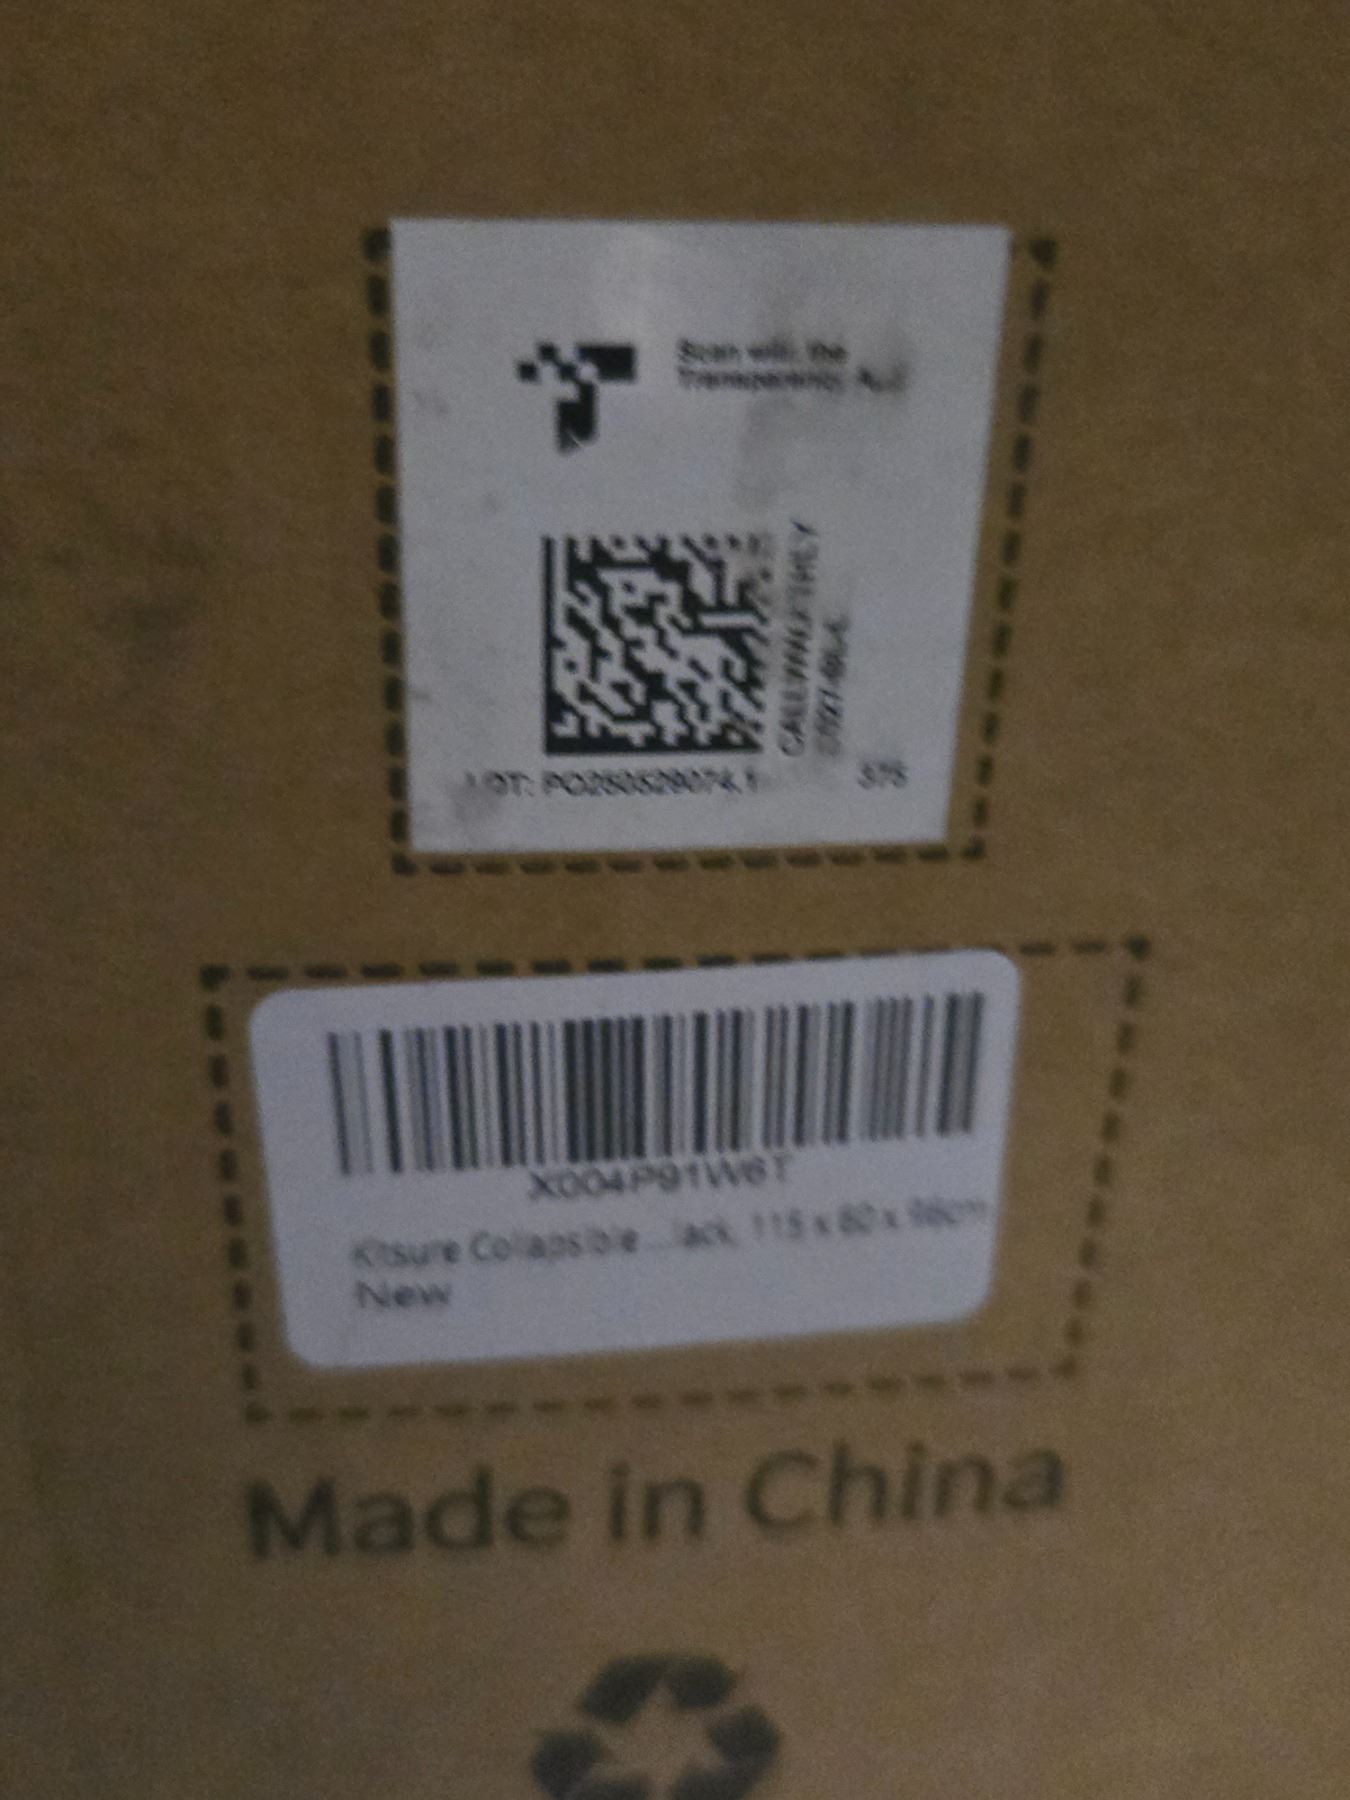 Scan with the
Transparency App
LOT: PO250529074.1 375
X004P91W6T
Kitsure Collapsible ...lack, 115 x 80 x 98cm
New
Made in China